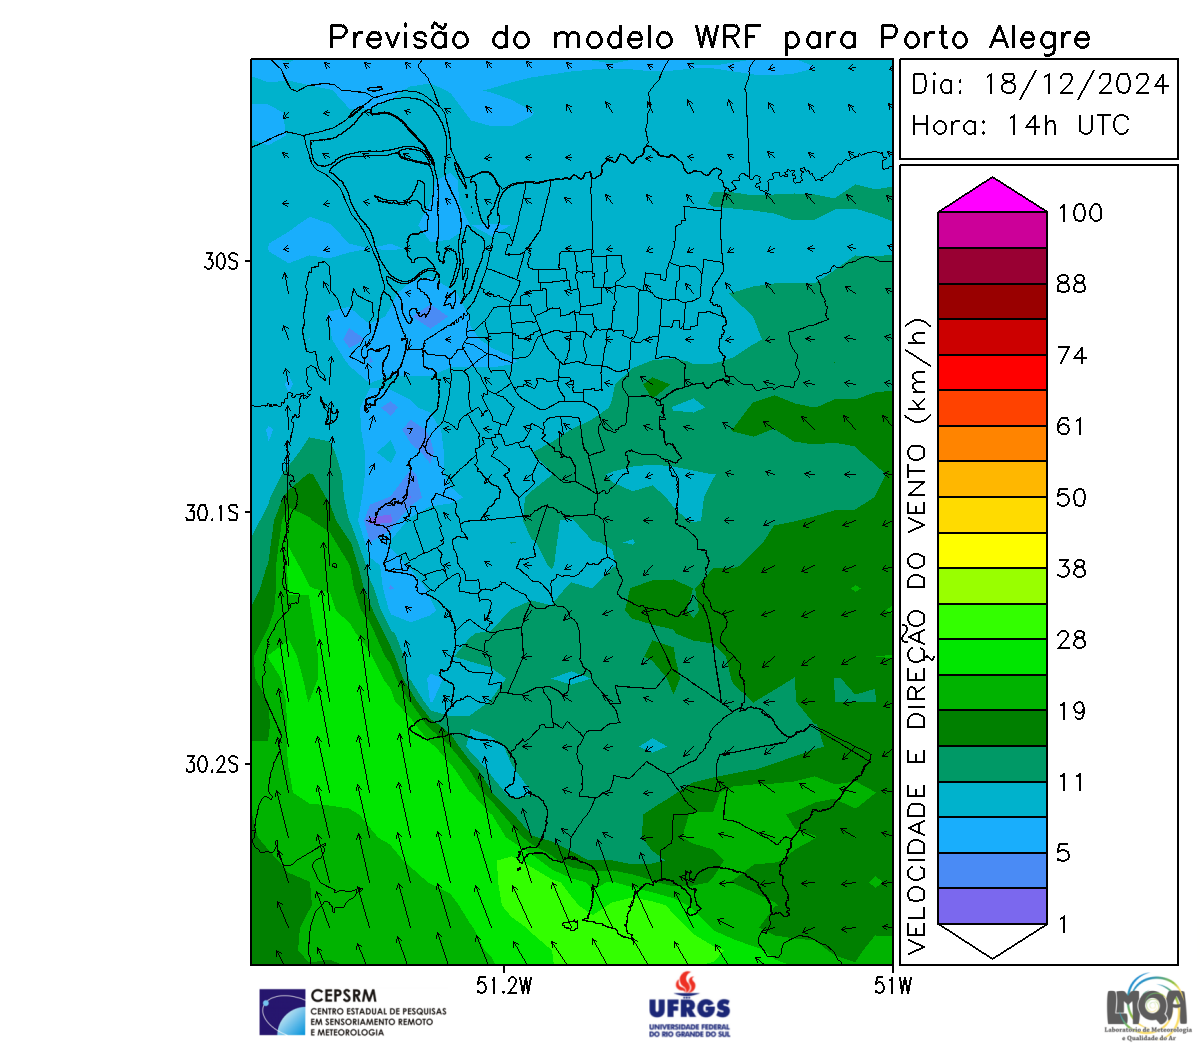 Previsão do modelo WRF para Porto Alegre
Dia: 18/12/2024
Hora: 14h UTC
VELOCIDADE E DIREÇÃO DO VENTO (km/h)
100
88
74
61
50
38
28
19
11
5
1
30S
30.1S
30.2S
51.2W
51W
CEPSRM
CENTRO ESTADUAL DE PESQUISAS
EM SENSORIAMENTO REMOTO
E METEOROLOGIA
UFRGS
UNIVERSIDADE FEDERAL
DO RIO GRANDE DO SUL
LMQA
Laboratório de Meteorologia
e Qualidade do Ar